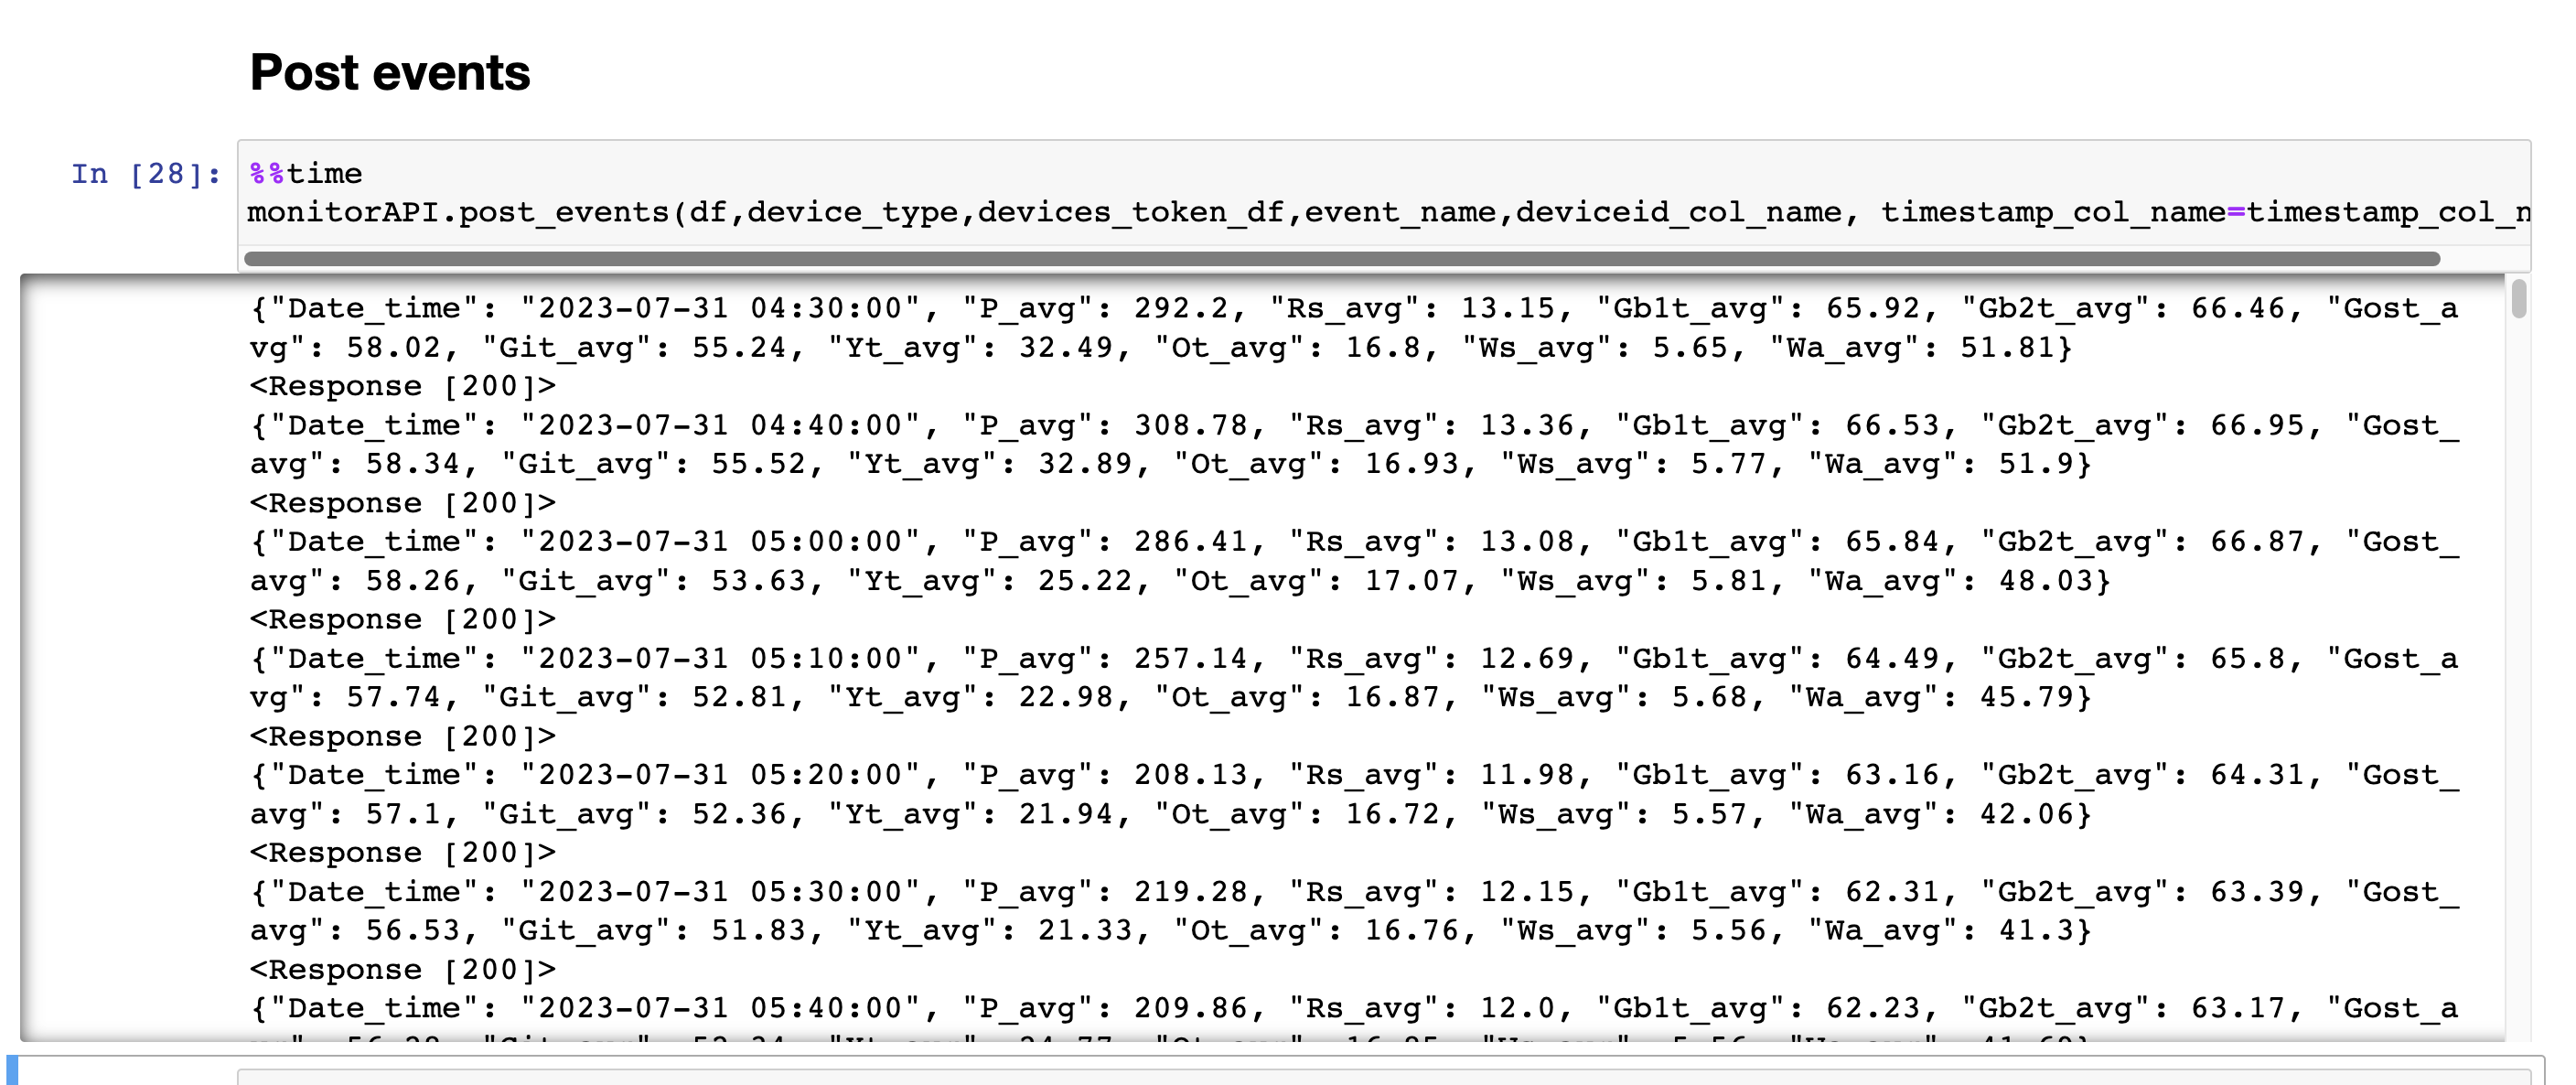 Post events
In [28]:
%%time
monitorAPI.post_events(df,device_type,devices_token_df,event_name,deviceid_col_name, timestamp_col_name=timestamp_col_n
{"Date_time": "2023-07-31 04:30:00", "P_avg": 292.2, "Rs_avg": 13.15, "Gb1t_avg": 65.92, "Gb2t_avg": 66.46, "Gost_a
vg": 58.02, "Git_avg": 55.24, "Yt_avg": 32.49, "Ot_avg": 16.8, "Ws_avg": 5.65, "Wa_avg": 51.81}
<Response [200]>
{"Date_time": "2023-07-31 04:40:00", "P_avg": 308.78, "Rs_avg": 13.36, "Gb1t_avg": 66.53, "Gb2t_avg": 66.95, "Gost_
avg": 58.34, "Git_avg": 55.52, "Yt_avg": 32.89, "Ot_avg": 16.93, "Ws_avg": 5.77, "Wa_avg": 51.9}
<Response [200]>
{"Date_time": "2023-07-31 05:00:00", "P_avg": 286.41, "Rs_avg": 13.08, "Gb1t_avg": 65.84, "Gb2t_avg": 66.87, "Gost_
avg": 58.26, "Git_avg": 53.63, "Yt_avg": 25.22, "Ot_avg": 17.07, "Ws_avg": 5.81, "Wa_avg": 48.03}
<Response [200]>
{"Date_time": "2023-07-31 05:10:00", "P_avg": 257.14, "Rs_avg": 12.69, "Gb1t_avg": 64.49, "Gb2t_avg": 65.8, "Gost_a
vg": 57.74, "Git_avg": 52.81, "Yt_avg": 22.98, "Ot_avg": 16.87, "Ws_avg": 5.68, "Wa_avg": 45.79}
<Response [200]>
{"Date_time": "2023-07-31 05:20:00", "P_avg": 208.13, "Rs_avg": 11.98, "Gb1t_avg": 63.16, "Gb2t_avg": 64.31, "Gost_
avg": 57.1, "Git_avg": 52.36, "Yt_avg": 21.94, "Ot_avg": 16.72, "Ws_avg": 5.57, "Wa_avg": 42.06}
<Response [200]>
{"Date_time": "2023-07-31 05:30:00", "P_avg": 219.28, "Rs_avg": 12.15, "Gb1t_avg": 62.31, "Gb2t_avg": 63.39, "Gost_
avg": 56.53, "Git_avg": 51.83, "Yt_avg": 21.33, "Ot_avg": 16.76, "Ws_avg": 5.56, "Wa_avg": 41.3}
<Response [200]>
{"Date_time": "2023-07-31 05:40:00", "P_avg": 209.86, "Rs_avg": 12.0, "Gb1t_avg": 62.23, "Gb2t_avg": 63.17, "Gost_a